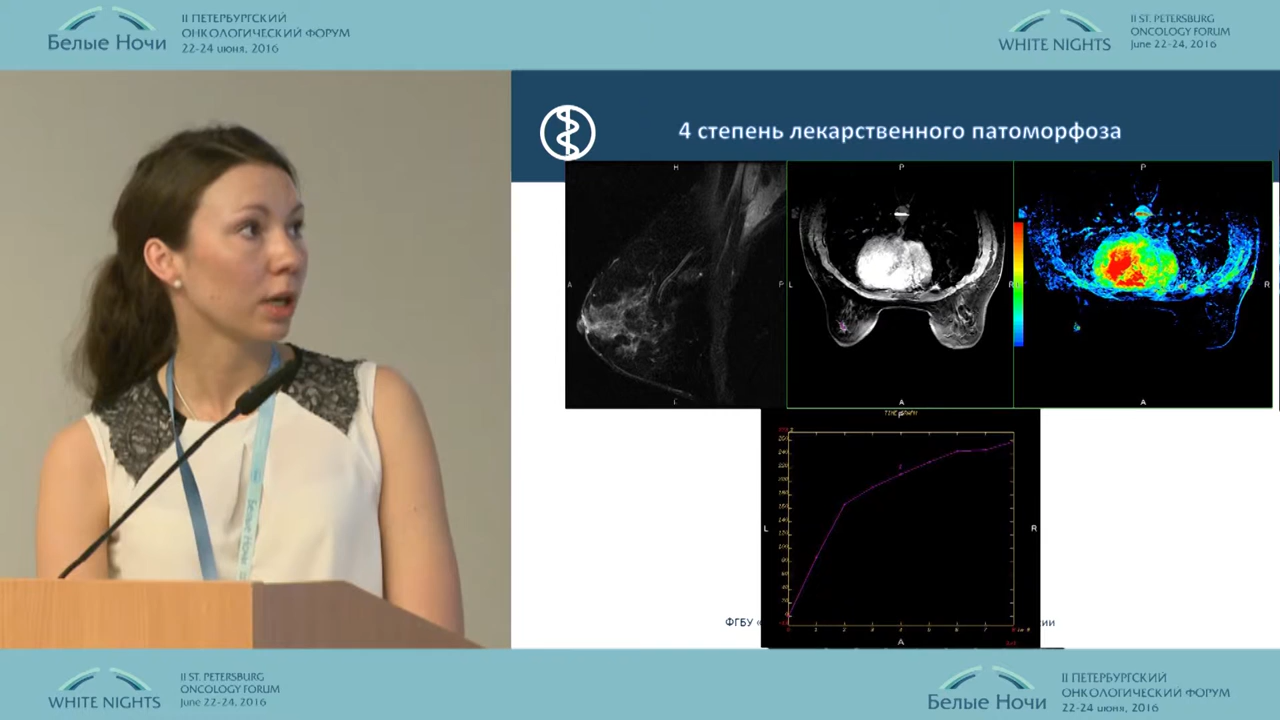 II ПЕТЕРБУРГСКИЙ
ОНКОЛОГИЧЕСКИЙ ФОРУМ
22-24 июня, 2016
Белые Ночи
WHITE NIGHTS
II ST. PETERSBURG
ONCOLOGY FORUM
June 22-24, 2016
4 степень лекарственного патоморфоза
H
A
P
P
L
R
A
P
R
A
L
R
A
ФГБУ «
Белые Ночи
WHITE NIGHTS
II ST. PETERSBURG
ONCOLOGY FORUM
June 22-24, 2016
Белые Ночи
II ПЕТЕРБУРГСКИЙ
ОНКОЛОГИЧЕСКИЙ ФОРУМ
22-24 июня, 2016